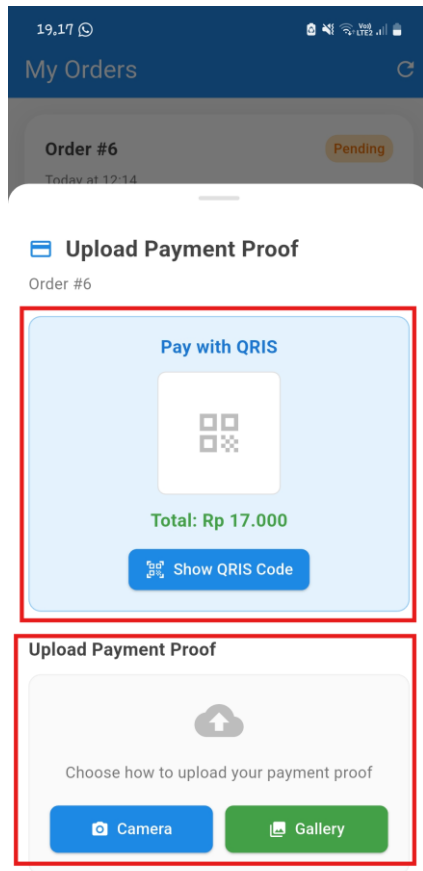 19.17
Vo))
LTE2
My Orders
Order #6
Pending
Today at 12:14
Upload Payment Proof
Order #6
Pay with QRIS
Total: Rp 17.000
Show QRIS Code
Upload Payment Proof
Choose how to upload your payment proof
Camera
Gallery